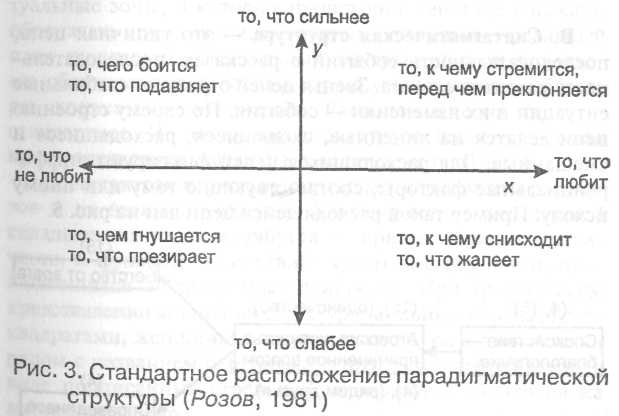 то, что сильнее
y
то, чего боится
то, что подавляет
то, к чему стремится,
перед чем преклоняется
то, что
не любит
x
то, что
любит
то, чем гнушается
то, что презирает
то, к чему снисходит
то, что жалеет
то, что слабее
Рис. 3. Стандартное расположение парадигматической
структуры (Розов, 1981)